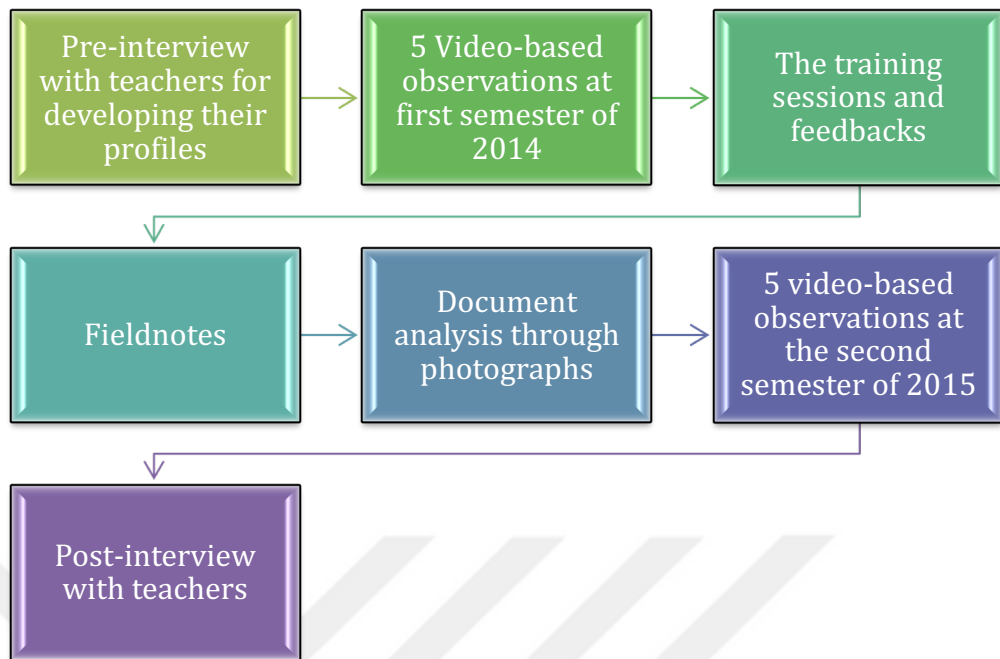 Pre-interview
with teachers for
developing their
profiles
5 Video-based
observations at
first semester of
2014
The training
sessions and
feedbacks
Fieldnotes
Document
analysis through
photographs
5 video-based
observations at
the second
semester of 2015
Post-interview
with teachers